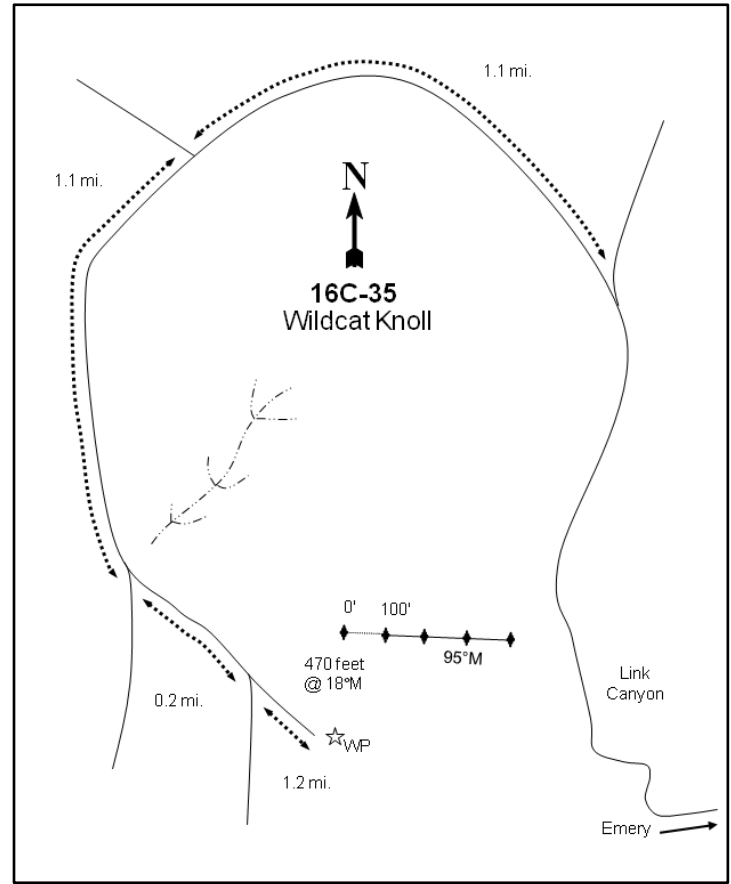 1.1 mi.
1.1 mi.
N
16C-35
Wildcat Knoll
0' 100'
95°M
470 feet
@ 18°M
Link
Canyon
0.2 mi.
WP
1.2 mi.
Emery